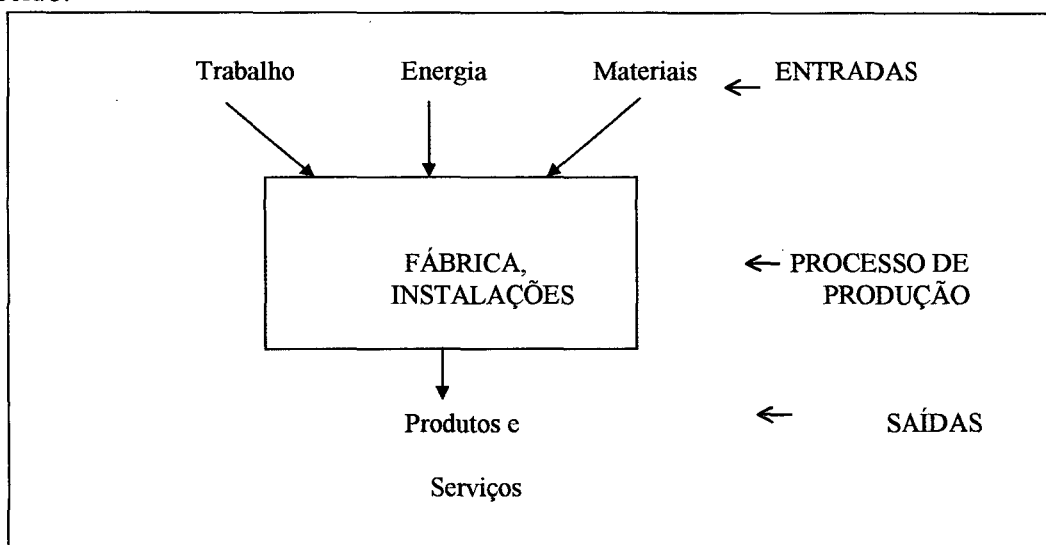 Trabalho Energia Materiais ENTRADAS
FÁBRICA, PROCESSO DE
INSTALAÇÕES PRODUÇÃO
Produtos e SAÍDAS
Serviços